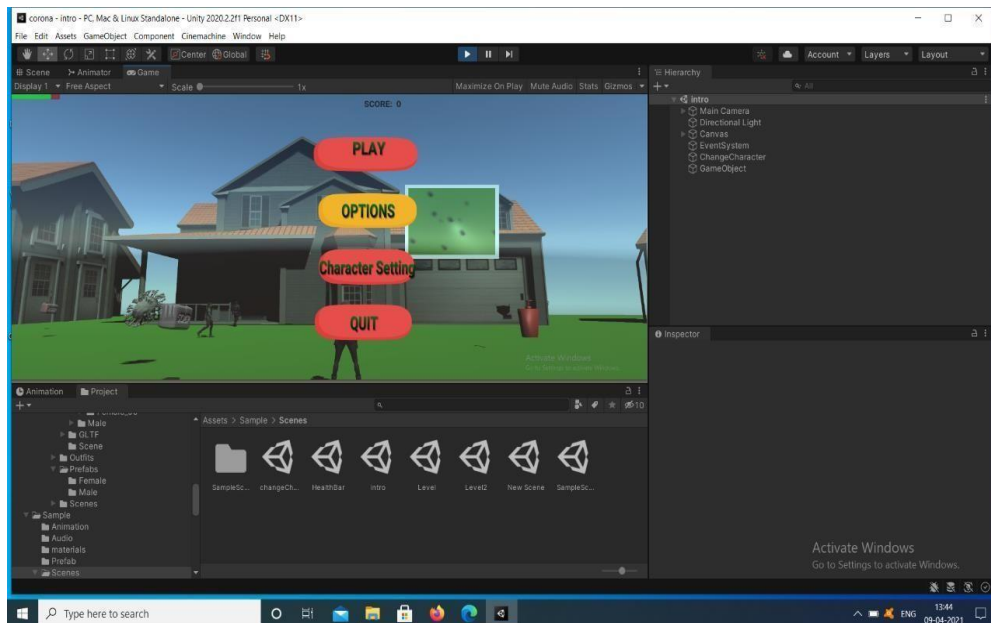 corona - intro - PC, Mac & Linux Standalone - Unity 2020.2.2f1 Personal <DX11>
File Edit Assets GameObject Component Cinemachine Window Help
Center Global
Account Layers Layout
Scene Animator Game
Display 1 Free Aspect Scale 1x Maximize On Play Mute Audio Stats Gizmos
SCORE: 0
PLAY
OPTIONS
Character Setting
QUIT
Activate Windows
Hierarchy
All
intro
Main Camera
Directional Light
Canvas
EventSystem
ChangeCharacter
GameObject
Inspector
Animation Project
10
Male
GLTF
Scene
Outfits
Prefabs
Female
Male
Scenes
Sample
Animation
Audio
materials
Prefab
Scenes
Assets > Sample > Scenes
SampleSc... changeCh... HealthBar intro Level Level2 New Scene SampleSc...
Activate Windows
Go to Settings to activate Windows.
Type here to search
ENG
13:44
09-04-2021